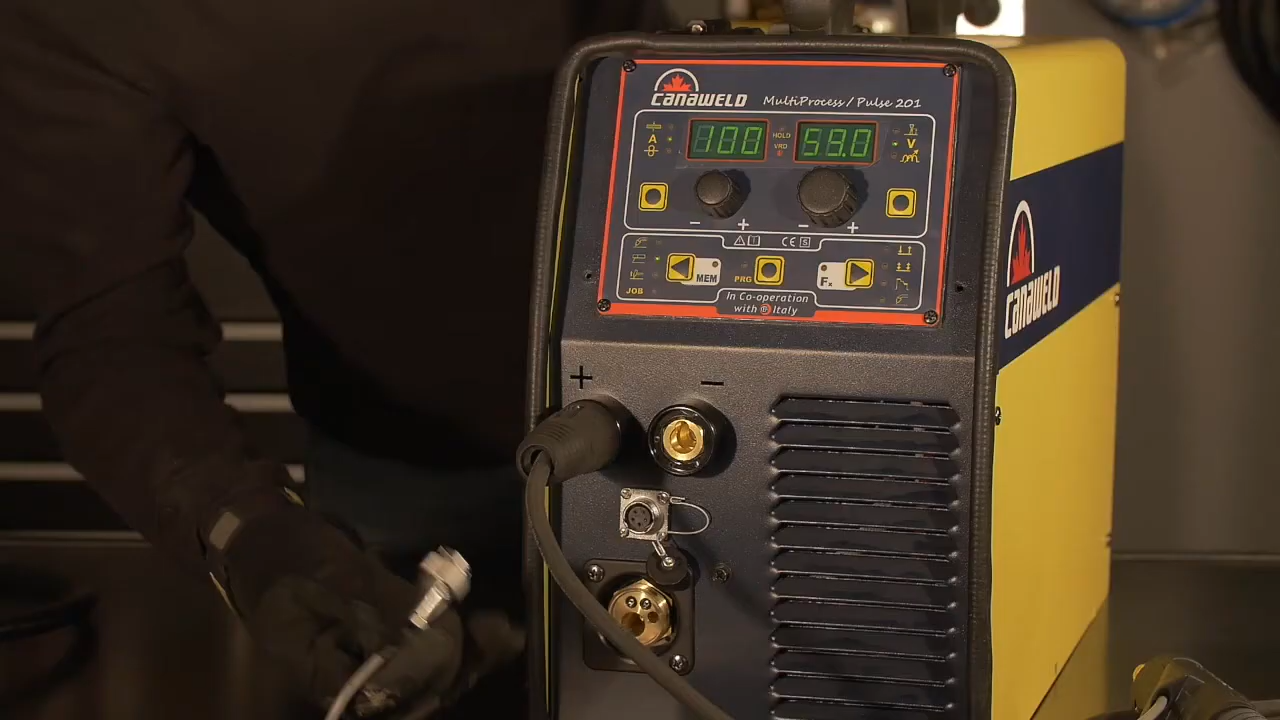 CANAWELD
MultiProcess / Pulse 201
100
59.0
A
HOLD
VRD
V
- +
- +
CE S
MEM
PRG
Fx
JOB
In Co-operation
with Italy
CANAWELD
+ -